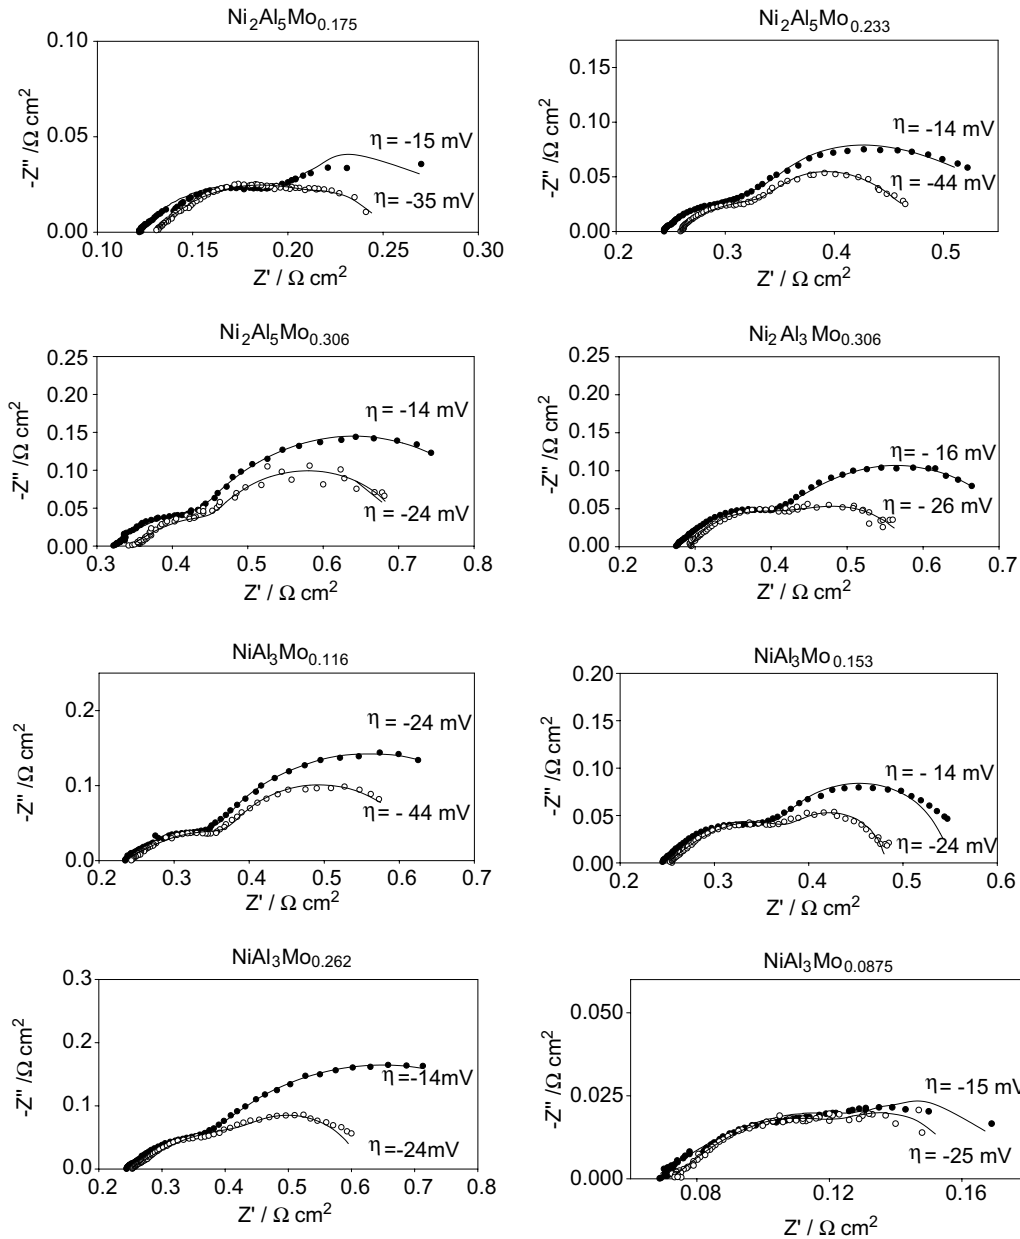 Ni2Al5Mo0.175
-Z'' /Ω cm2
0.10
0.05
0.00
η = -15 mV
η = -35 mV
0.10 0.15 0.20 0.30
Z' / Ω cm2
Ni2Al5Mo0.233
-Z'' /Ω cm2
0.15
0.10
0.05
0.00
η = -14 mV
η = -44 mV
0.2 0.3 0.4 0.5
Z' / Ω cm2
Ni2Al5Mo0.306
-Z'' /Ω cm2
0.25
0.20
0.15
0.10
0.05
0.00
η = -14 mV
η = -24 mV
0.3 0.4 0.5 0.6 0.7 0.8
Z' / Ω cm2
Ni2Al3Mo0.306
-Z'' /Ω cm2
0.25
0.20
0.15
0.10
0.05
0.00
η = - 16 mV
η = - 26 mV
0.2 0.3 0.4 0.5 0.6 0.7
Z' / Ω cm2
NiAl3Mo0.116
-Z'' /Ω cm2
0.2
0.1
0.0
η = -24 mV
η = - 44 mV
0.2 0.3 0.4 0.5 0.6 0.7
Z' / Ω cm2
NiAl3Mo0.153
-Z'' /Ω cm2
0.20
0.15
0.10
0.05
0.00
η = - 14 mV
η = -24 mV
0.2 0.3 0.4 0.5 0.6
Z' / Ω cm2
NiAl3Mo0.262
-Z'' /Ω cm2
0.3
0.2
0.1
0.0
η =-14mV
η =-24mV
0.2 0.3 0.4 0.5 0.6 0.7 0.8
Z' / Ω cm2
NiAl3Mo0.0875
-Z'' /Ω cm2
0.050
0.025
0.000
η = -15 mV
η = -25 mV
0.08 0.12 0.16
Z' / Ω cm2